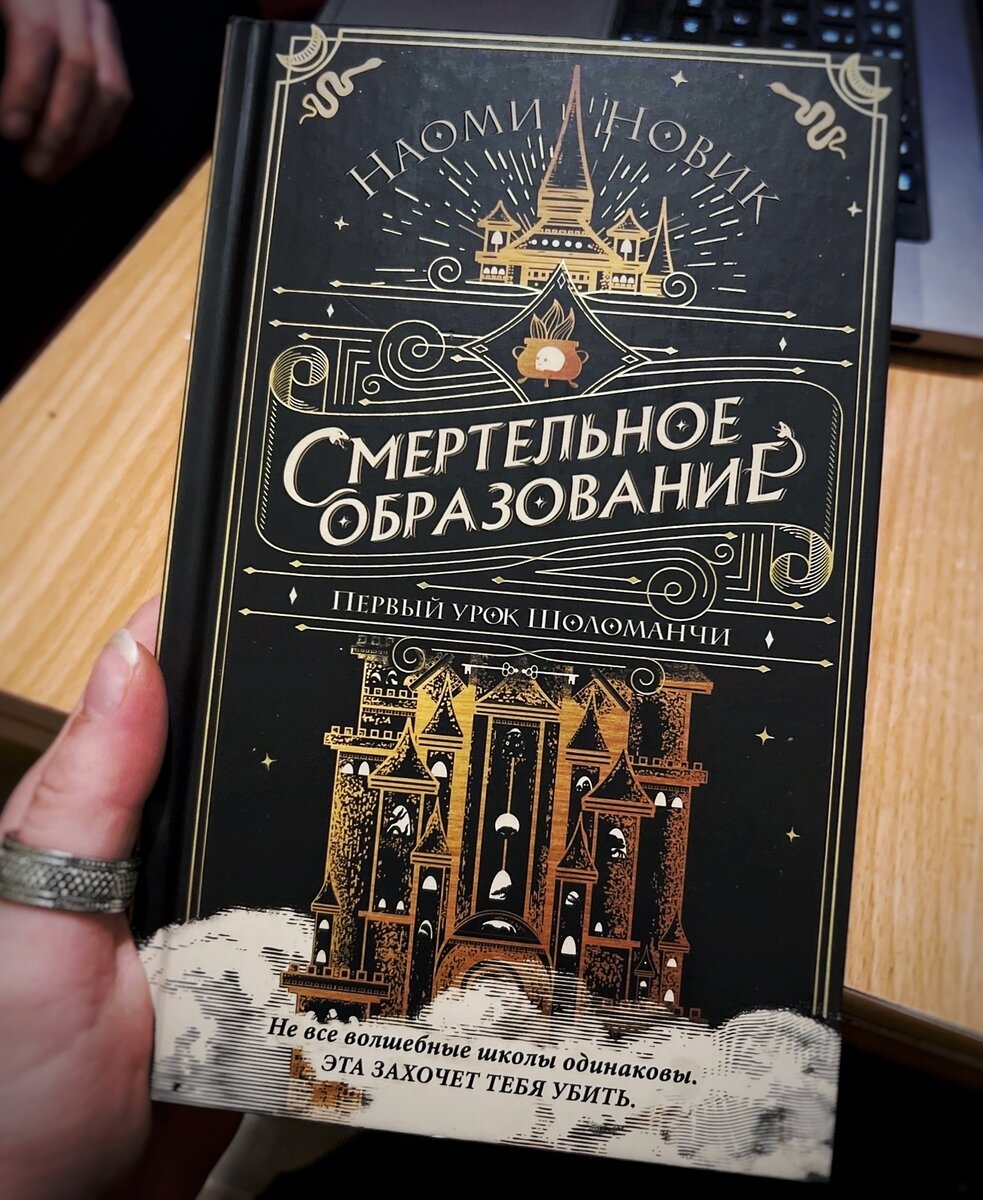 Наоми Новик
Смертельное
образование
Первый урок Шоломанчи
Не все волшебные школы одинаковы.
ЭТА ЗАХОЧЕТ ТЕБЯ УБИТЬ.